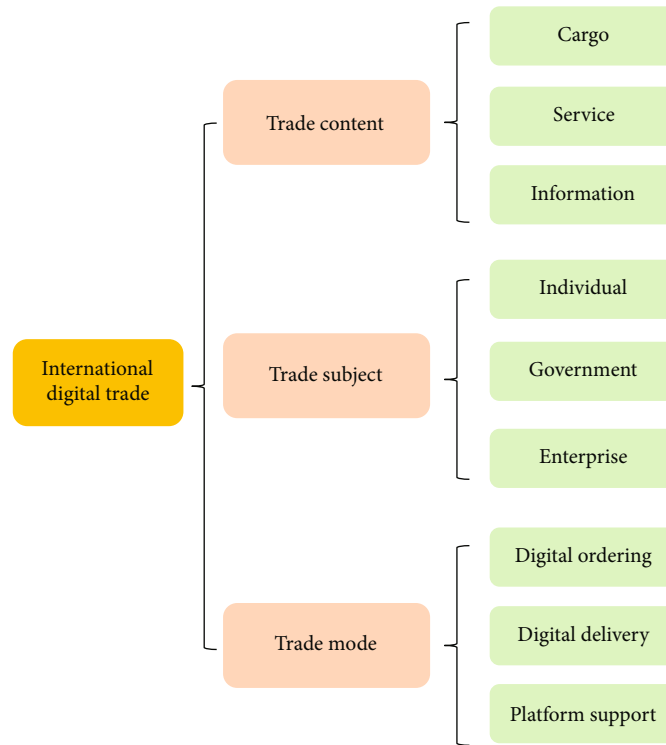 International
digital trade
Trade content
Cargo
Service
Information
Trade subject
Individual
Government
Enterprise
Trade mode
Digital ordering
Digital delivery
Platform support